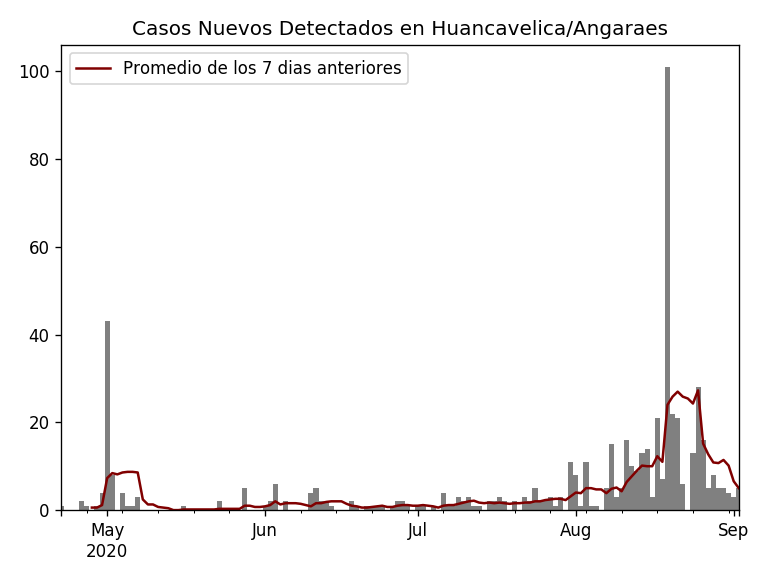 Casos Nuevos Detectados en Huancavelica/Angaraes
Promedio de los 7 dias anteriores
100
80
60
40
20
0
May Jun Jul Aug Sep
2020